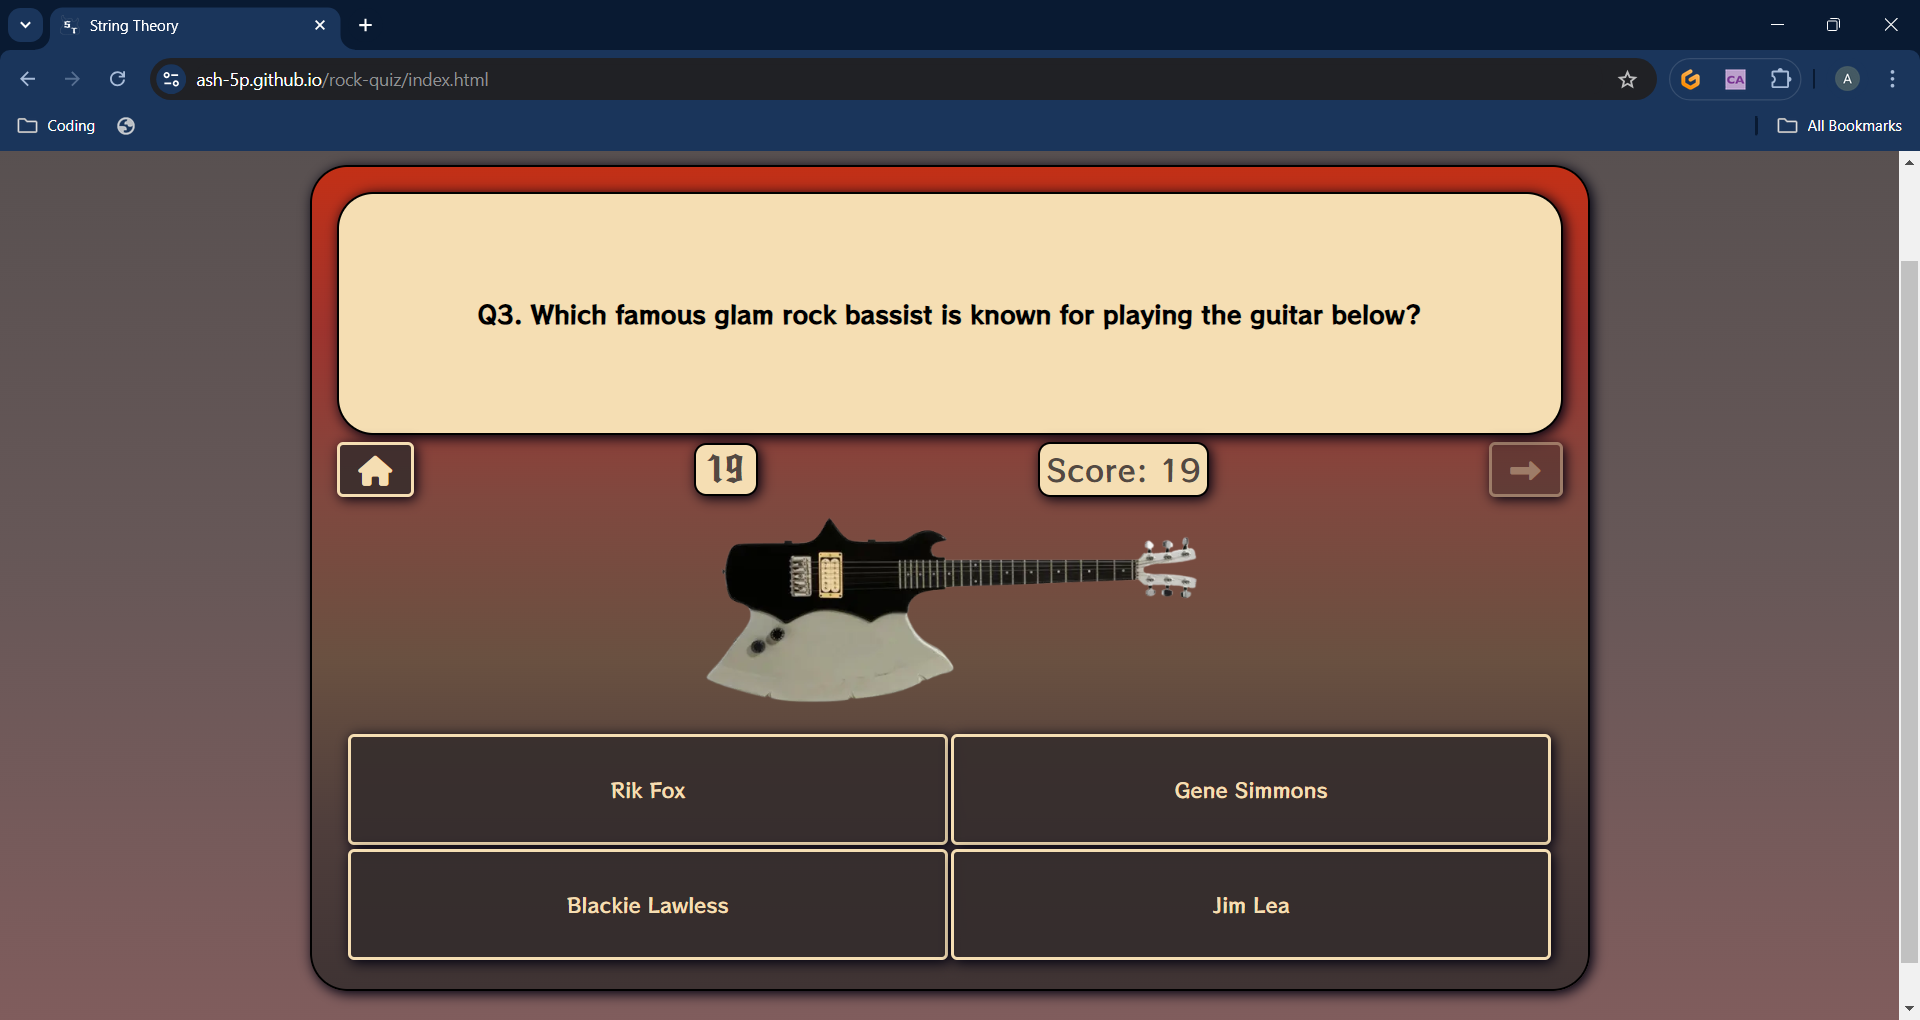 String Theory
ash-5p.github.io/rock-quiz/index.html
CA
A
Coding
All Bookmarks
Q3. Which famous glam rock bassist is known for playing the guitar below?
19
Score: 19
Rik Fox
Gene Simmons
Blackie Lawless
Jim Lea